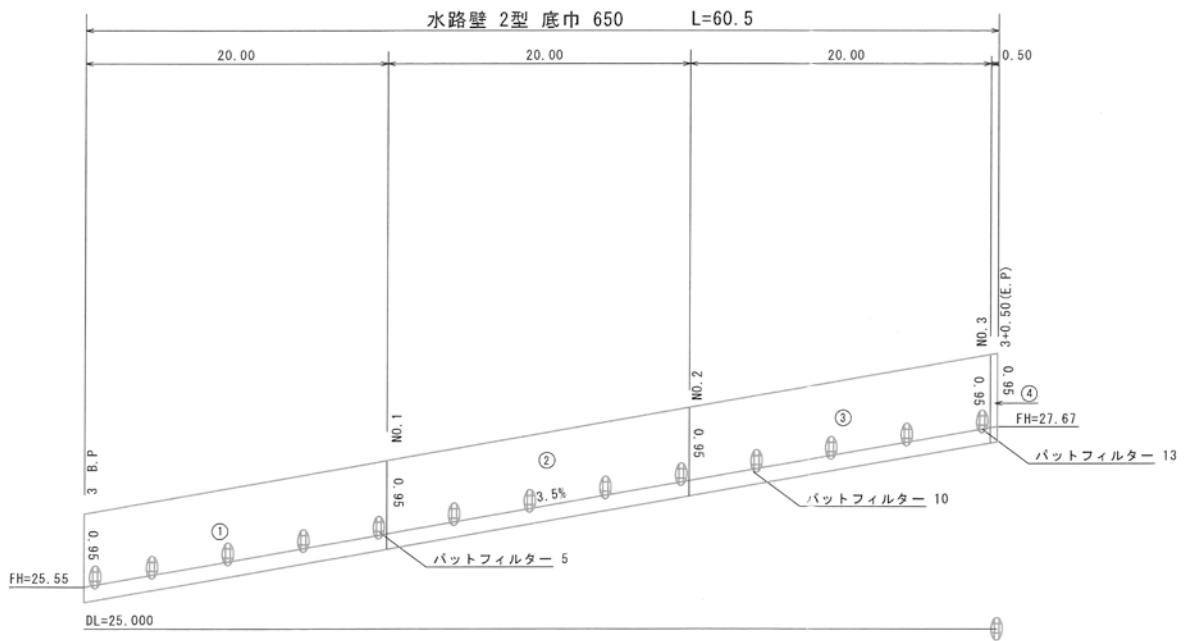 水路壁 2型 底巾 650 L=60.5
20.00
20.00
20.00
0.50
3 B.P
NO.1
NO.2
NO.3
3+0.50(E.P)
0.95
0.95
0.95
0.95
0.95
①
②
③
④
3.5%
FH=25.55
FH=27.67
パットフィルター 5
パットフィルター 10
パットフィルター 13
DL=25.000